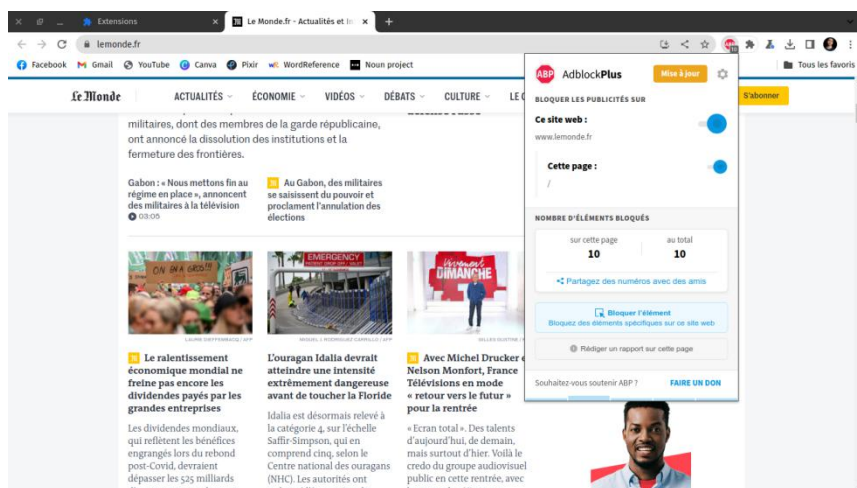 Extensions
Le Monde.fr - Actualités et In
lemonde.fr
10
Facebook
Gmail
YouTube
Canva
Pixlr
WordReference
Noun project
Tous les favoris
Le Monde
ACTUALITÉS
ÉCONOMIE
VIDÉOS
DÉBATS
CULTURE
S'abonner
militaires, dont des membres
de la garde républicaine,
ont annoncé la dissolution
des institutions et la
fermeture des frontières.
Gabon : « Nous mettons fin au
régime en place », annoncent
des militaires à la télévision
03:05
Au Gabon, des militaires
se saisissent du pouvoir et
proclament l'annulation des
élections
ON EN A GROS!!!
EMERGENCY
Vivement
DIMANCHE
Le ralentissement
économique mondial ne
freine pas encore les
dividendes payés par les
grandes entreprises
Les dividendes mondiaux,
qui reflètent les bénéfices
engrangés lors du rebond
post-Covid, devraient
dépasser les 525 milliards
L'ouragan Idalia devrait
atteindre une intensité
extrêmement dangereuse
avant de toucher la Floride
Idalia est désormais relevé à
la catégorie 4, sur l'échelle
Saffir-Simpson, qui en
comprend cinq, selon le
Centre national des ouragans
(NHC). Les autorités ont
Avec Michel Drucker e
Nelson Monfort, France
Télévisions en mode
« retour vers le futur »
pour la rentrée
« Ecran total ». Des talents
d'aujourd'hui, de demain,
mais surtout d'hier. Voilà le
credo du groupe audiovisuel
public en cette rentrée, avec
ABP
AdblockPlus
Mise à jour
BLOQUER LES PUBLICITÉS SUR
Ce site web :
www.lemonde.fr
Cette page :
/
NOMBRE D'ÉLÉMENTS BLOQUÉS
sur cette page
10
au total
10
Partagez des numéros avec des amis
Bloquer l'élément
Bloquez des éléments spécifiques sur ce site web
Rédiger un rapport sur cette page
Souhaitez-vous soutenir ABP ?
FAIRE UN DON